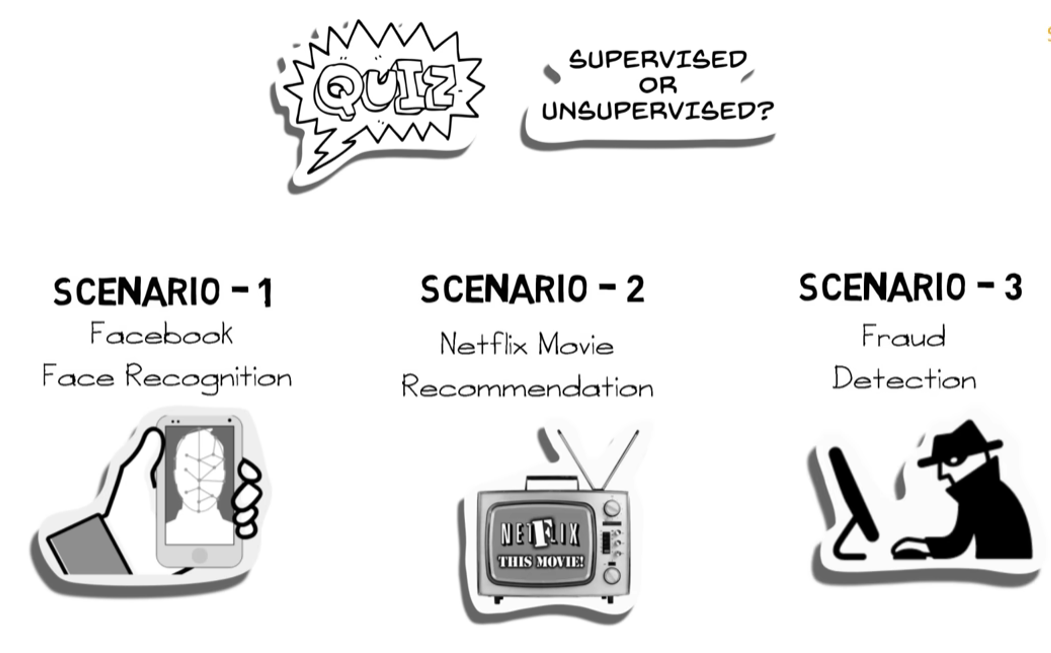 QUIZ
SUPERVISED
OR
UNSUPERVISED?
SCENARIO - 1
Facebook
Face Recognition
SCENARIO - 2
Netflix Movie
Recommendation
NETFLIX
THIS MOVIE!
SCENARIO - 3
Fraud
Detection